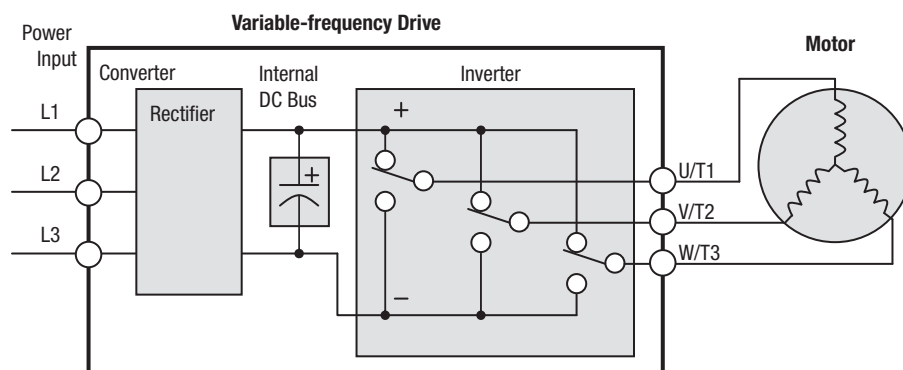 Variable-frequency Drive
Power
Input
Motor
Converter
Internal
DC Bus
Inverter
Rectifier
L1
L2
L3
+
+
−
U/T1
V/T2
W/T3